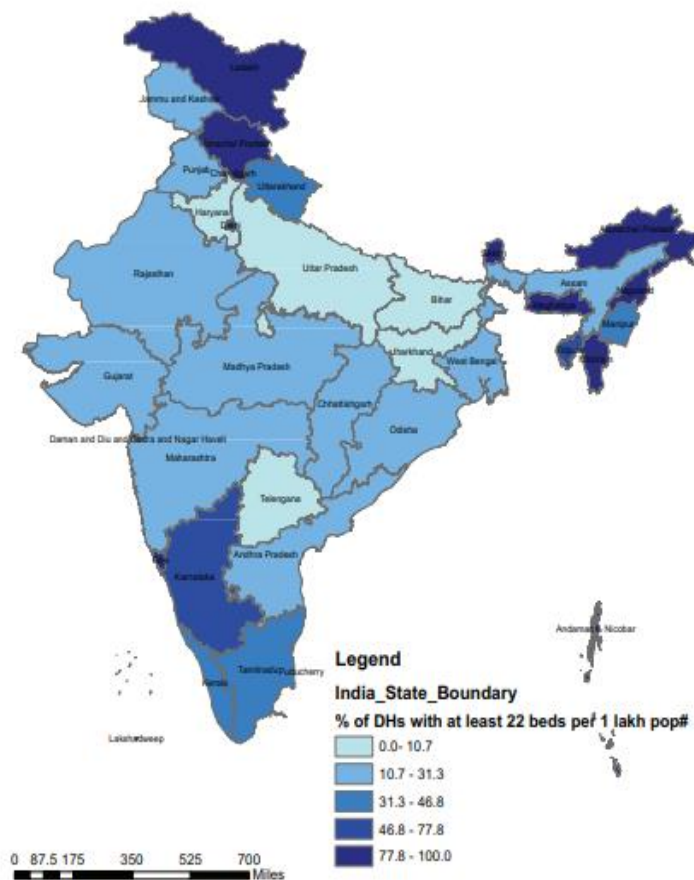 Ladakh
Jammu and Kashmir
Himachal Pradesh
Punjab
Chandigarh
Uttarakhand
Haryana
Delhi
Arunachal Pradesh
Rajasthan
Uttar Pradesh
Assam
Nagaland
Bihar
Meghalaya
Manipur
Jharkhand
West Bengal
Gujarat
Madhya Pradesh
Chhattishgarh
Odisha
Daman and Diu and Dadra and Nagar Haveli
Maharashtra
Telengana
Andhra Pradesh
Karnataka
Andaman & Nicobar
Tamilnadu
Puducherry
Kerala
Lakshadweep
Legend
India_State_Boundary
% of DHs with at least 22 beds per 1 lakh pop#
0.0- 10.7
10.7 - 31.3
31.3 - 46.8
46.8 - 77.8
77.8 - 100.0
0 87.5 175 350 525 700
Miles